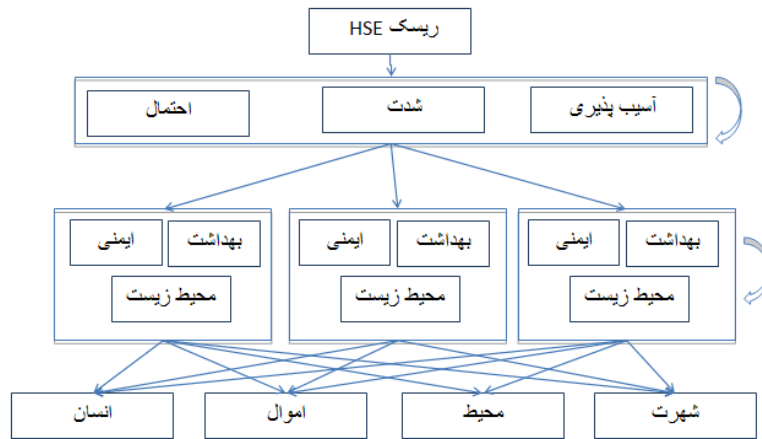 ریسک HSE
آسیب پذیری
شدت
احتمال
بهداشت
ایمنی
محیط زیست
بهداشت
ایمنی
محیط زیست
بهداشت
ایمنی
محیط زیست
شهرت
محیط
اموال
انسان